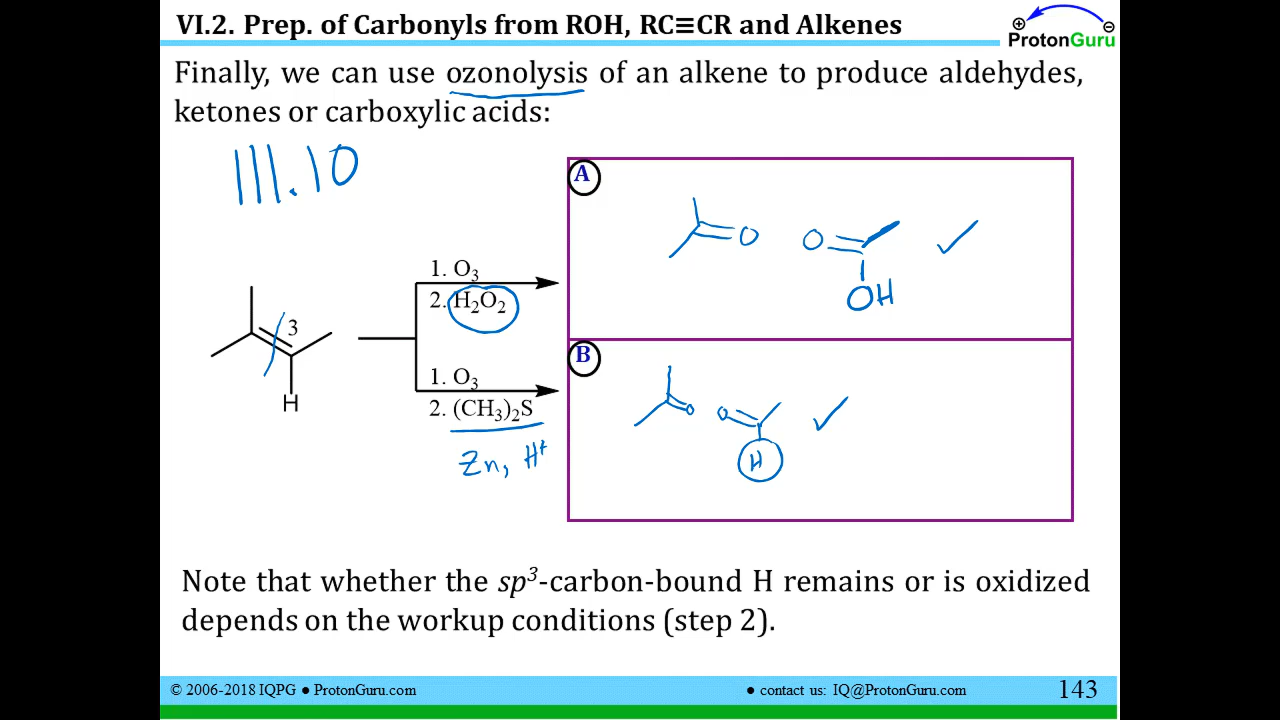 VI.2. Prep. of Carbonyls from ROH, RC≡CR and Alkenes
⊕ ⊖
ProtonGuru
Finally, we can use ozonolysis of an alkene to produce aldehydes,
ketones or carboxylic acids:
III.10
A
O O
OH
1. O3
2. H2O2
3
H
1. O3
2. (CH3)2S
Zn, H+
B
O O
H
Note that whether the sp3-carbon-bound H remains or is oxidized
depends on the workup conditions (step 2).
© 2006-2018 IQPG ● ProtonGuru.com
● contact us: IQ@ProtonGuru.com
143